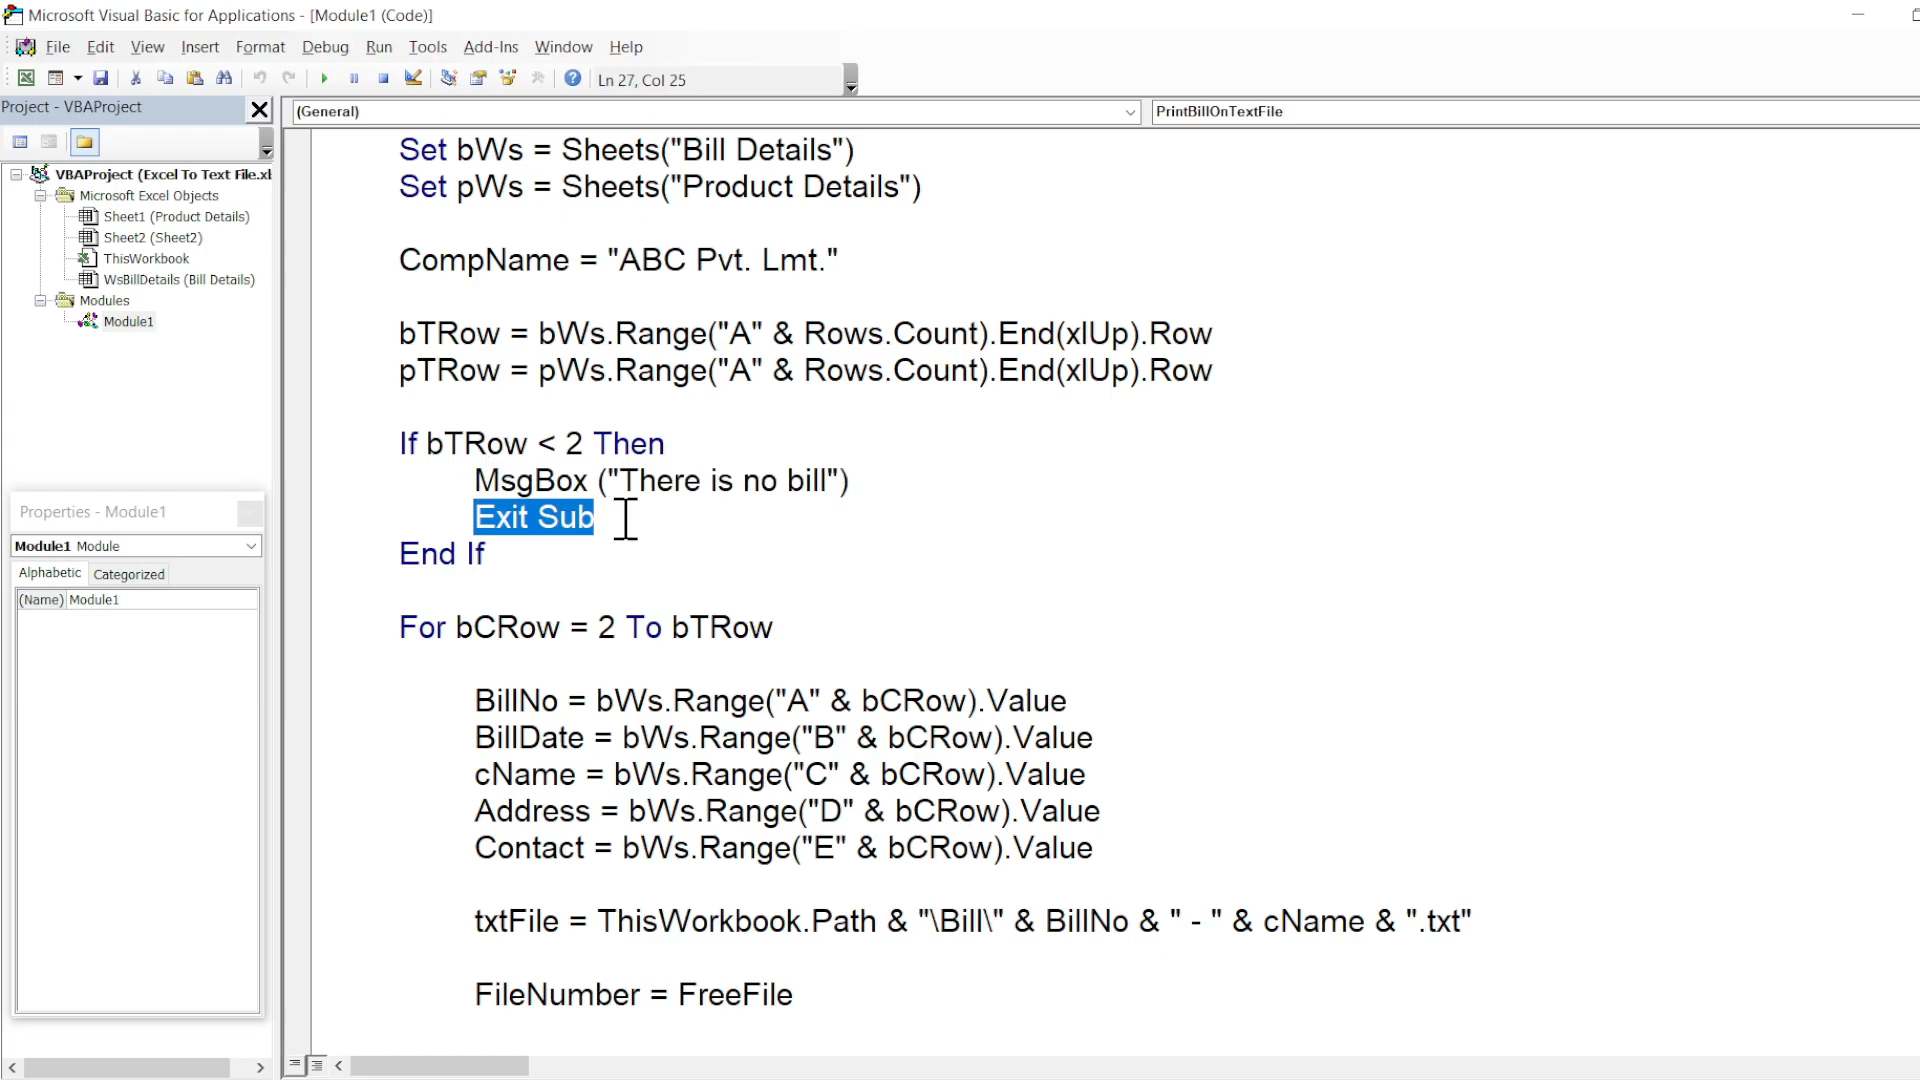 Microsoft Visual Basic for Applications - [Module1 (Code)]
File Edit View Insert Format Debug Run Tools Add-Ins Window Help
Ln 27, Col 25
Project - VBAProject
(General)
PrintBillOnTextFile
VBAProject (Excel To Text File.xl
Microsoft Excel Objects
Sheet1 (Product Details)
Sheet2 (Sheet2)
ThisWorkbook
WsBillDetails (Bill Details)
Modules
Module1
Properties - Module1
Module1 Module
Alphabetic Categorized
(Name) Module1
Set bWs = Sheets("Bill Details")
Set pWs = Sheets("Product Details")
CompName = "ABC Pvt. Lmt."
bTRow = bWs.Range("A" & Rows.Count).End(xlUp).Row
pTRow = pWs.Range("A" & Rows.Count).End(xlUp).Row
If bTRow < 2 Then
MsgBox ("There is no bill")
Exit Sub
End If
For bCRow = 2 To bTRow
BillNo = bWs.Range("A" & bCRow).Value
BillDate = bWs.Range("B" & bCRow).Value
cName = bWs.Range("C" & bCRow).Value
Address = bWs.Range("D" & bCRow).Value
Contact = bWs.Range("E" & bCRow).Value
txtFile = ThisWorkbook.Path & "\Bill\" & BillNo & " - " & cName & ".txt"
FileNumber = FreeFile